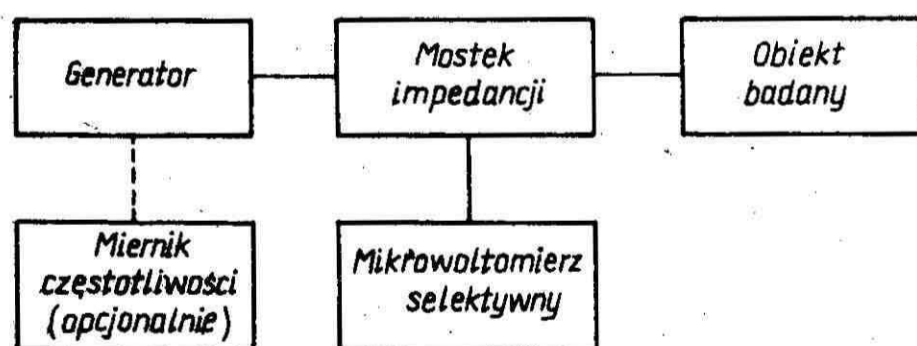 Generator
Mostek
impedancji
Obiekt
badany
Miernik
częstotliwości
(opcjonalnie)
Mikrowoltomierz
selektywny